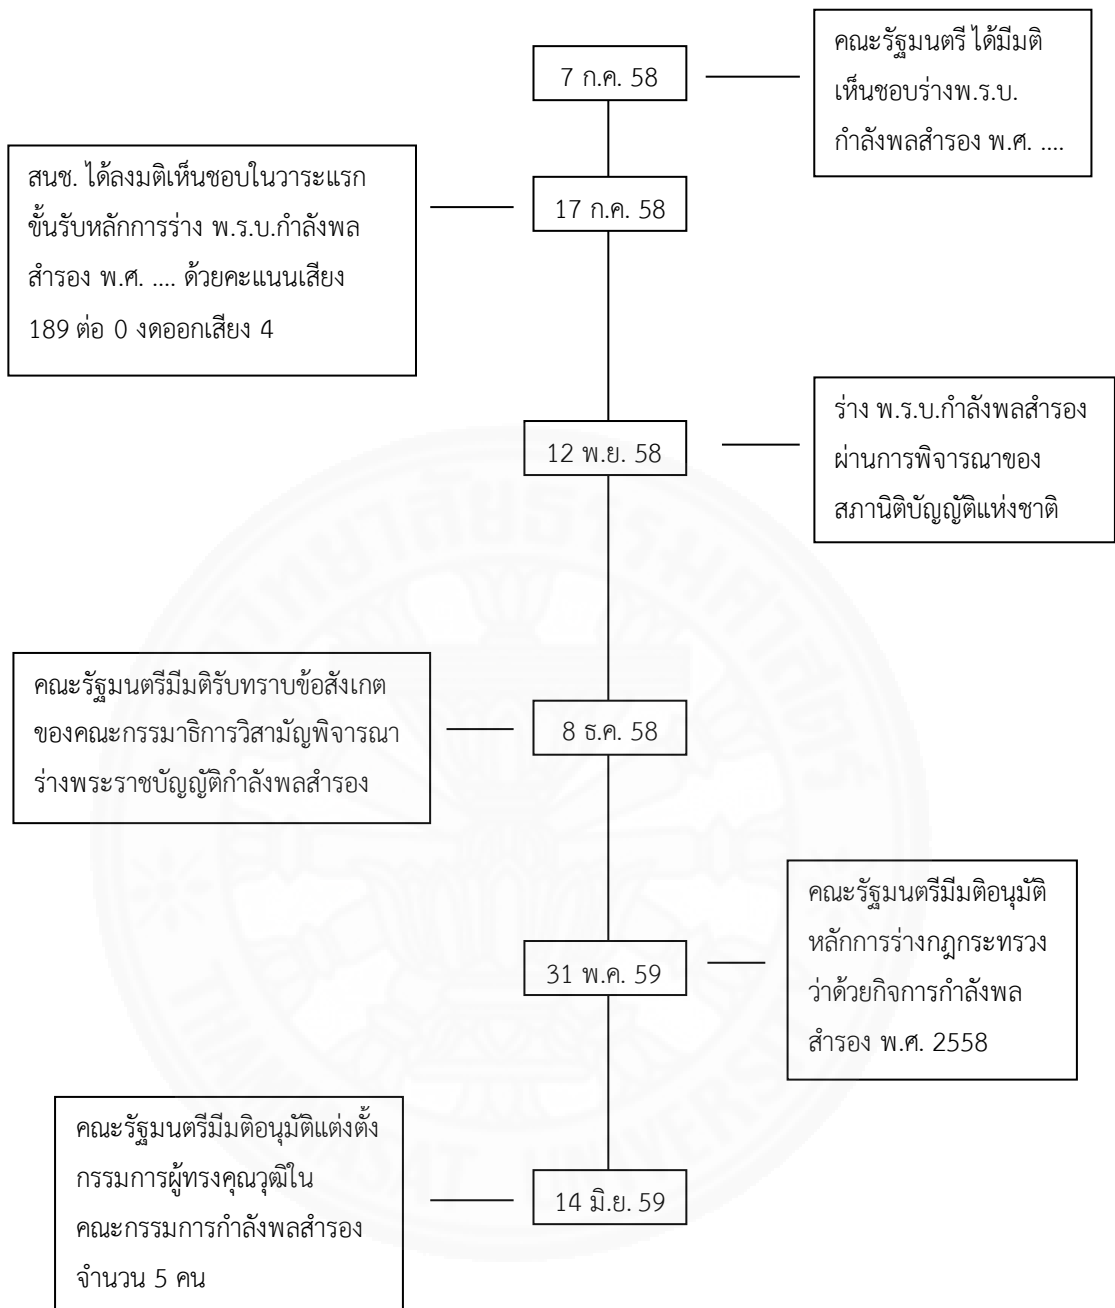 7 ก.ค. 58
คณะรัฐมนตรี ได้มีมติ
เห็นชอบร่างพ.ร.บ.
กำลังพลสำรอง พ.ศ. ....
17 ก.ค. 58
สนช. ได้ลงมติเห็นชอบในวาระแรก
ขั้นรับหลักการร่าง พ.ร.บ.กำลังพล
สำรอง พ.ศ. .... ด้วยคะแนนเสียง
189 ต่อ 0 งดออกเสียง 4
12 พ.ย. 58
ร่าง พ.ร.บ.กำลังพลสำรอง
ผ่านการพิจารณาของ
สภานิติบัญญัติแห่งชาติ
8 ธ.ค. 58
คณะรัฐมนตรีมีมติรับทราบข้อสังเกต
ของคณะกรรมาธิการวิสามัญพิจารณา
ร่างพระราชบัญญัติกำลังพลสำรอง
31 พ.ค. 59
คณะรัฐมนตรีมีมติอนุมัติ
หลักการร่างกฎกระทรวง
ว่าด้วยกิจการกำลังพล
สำรอง พ.ศ. 2558
14 มิ.ย. 59
คณะรัฐมนตรีมีมติอนุมัติแต่งตั้ง
กรรมการผู้ทรงคุณวุฒิใน
คณะกรรมการกำลังพลสำรอง
จำนวน 5 คน
มหาวิทยาลัยธรรมศาสตร์
THAMMASAT UNIVERSITY